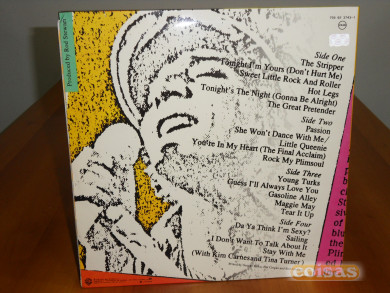 Produced by Rod Stewart
Side One
The Stripper
Tonight I'm Yours (Don't Hurt Me)
Sweet Little Rock And Roller
Hot Legs
Tonight's The Night (Gonna Be Alright)
The Great Pretender
Side Two
Passion
She Won't Dance With Me/
Little Queenie
You're In My Heart (The Final Acclaim)
Rock My Plimsoul
Side Three
Young Turks
Guess I'll Always Love You
Gasoline Alley
Maggie May
Tear It Up
Side Four
Da Ya Think I'm Sexy?
Sailing
I Don't Want To Talk About It
Stay With Me
(With Kim Carnes and Tina Turner)
coisas